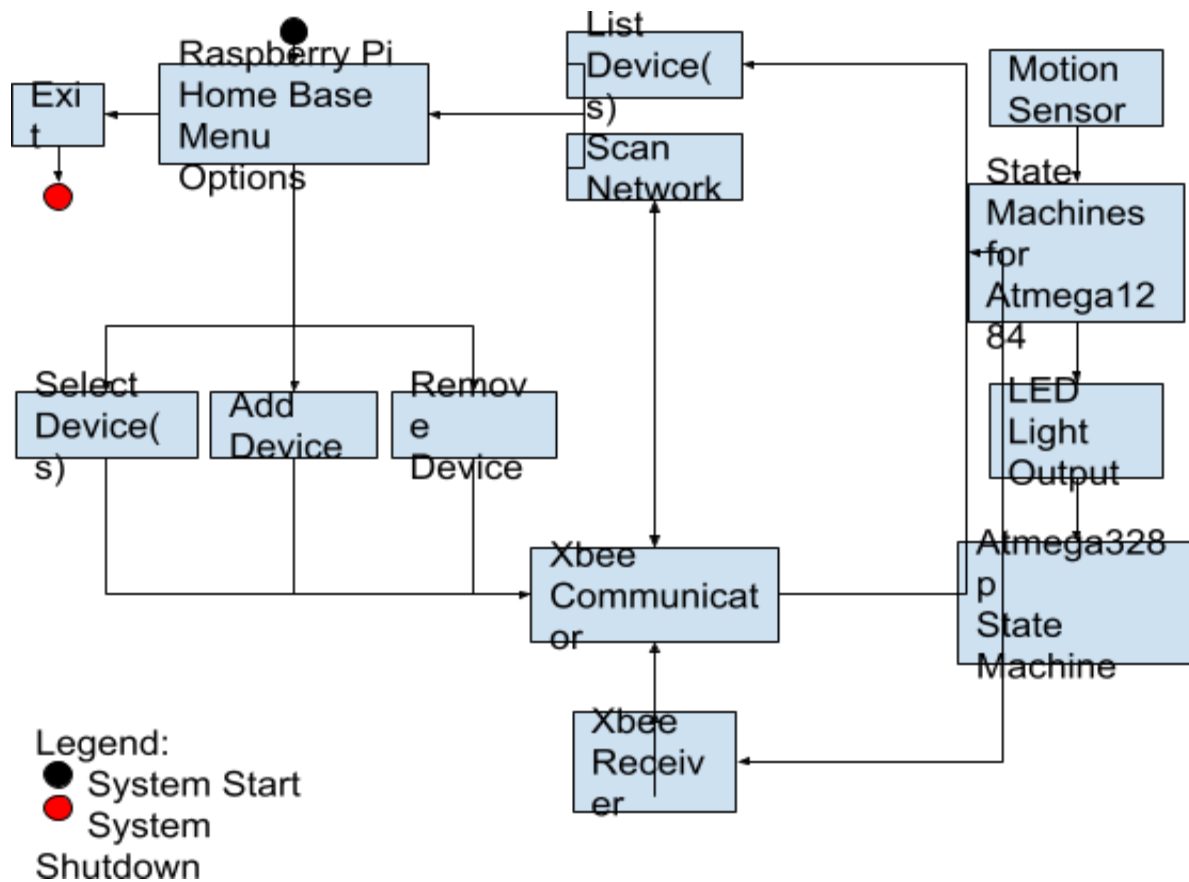 Raspberry Pi
Home Base
Menu
Options
Exi
t
List
Device(
s)
Scan
Network
Motion
Sensor
State
Machines
for
Atmega12
84
Select
Device(
s)
Add
Device
Remov
e
Device
LED
Light
Output
Xbee
Communicat
or
Atmega328
p
State
Machine
Xbee
Receiv
er
Legend:
System Start
System
Shutdown